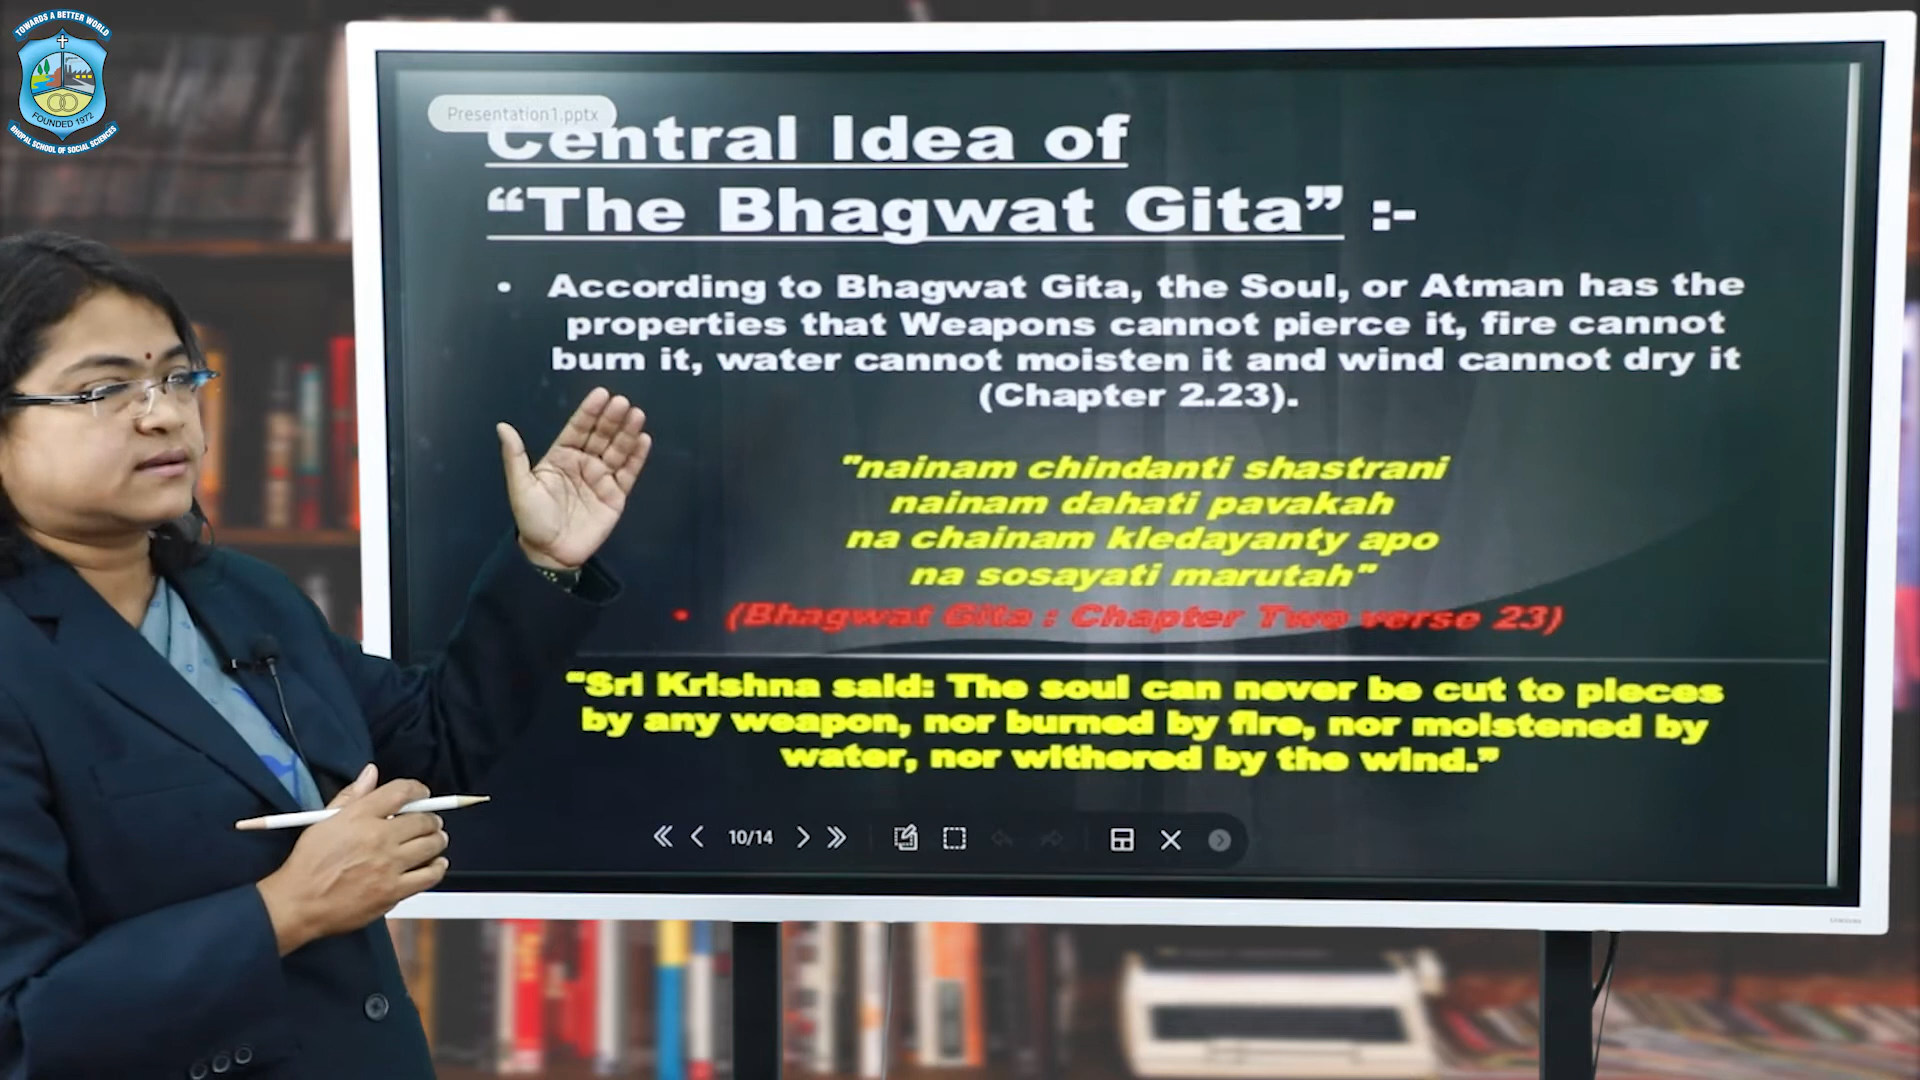 TOWARDS A BETTER WORLD
FOUNDED 1972
BHOPAL SCHOOL OF SOCIAL SCIENCES
Presentation1.pptx
Central Idea of
“The Bhagwat Gita” :-
• According to Bhagwat Gita, the Soul, or Atman has the
properties that Weapons cannot pierce it, fire cannot
burn it, water cannot moisten it and wind cannot dry it
(Chapter 2.23).
"nainam chindanti shastrani
nainam dahati pavakah
na chainam kledayanty apo
na sosayati marutah"
• (Bhagwat Gita : Chapter Two verse 23)
“Sri Krishna said: The soul can never be cut to pieces
by any weapon, nor burned by fire, nor moistened by
water, nor withered by the wind.”
10/14
SAMSUNG